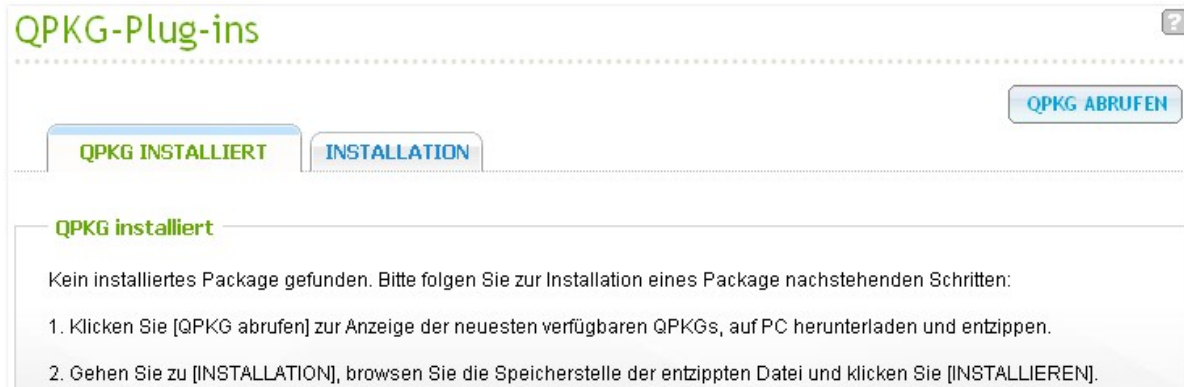 QPKG-Plug-ins
?
QPKG ABRUFEN
QPKG INSTALLIERT
INSTALLATION
QPKG installiert
Kein installiertes Package gefunden. Bitte folgen Sie zur Installation eines Package nachstehenden Schritten:
1. Klicken Sie [QPKG abrufen] zur Anzeige der neuesten verfügbaren QPKGs, auf PC herunterladen und entzippen.
2. Gehen Sie zu [INSTALLATION], browsen Sie die Speicherstelle der entzippten Datei und klicken Sie [INSTALLIEREN].